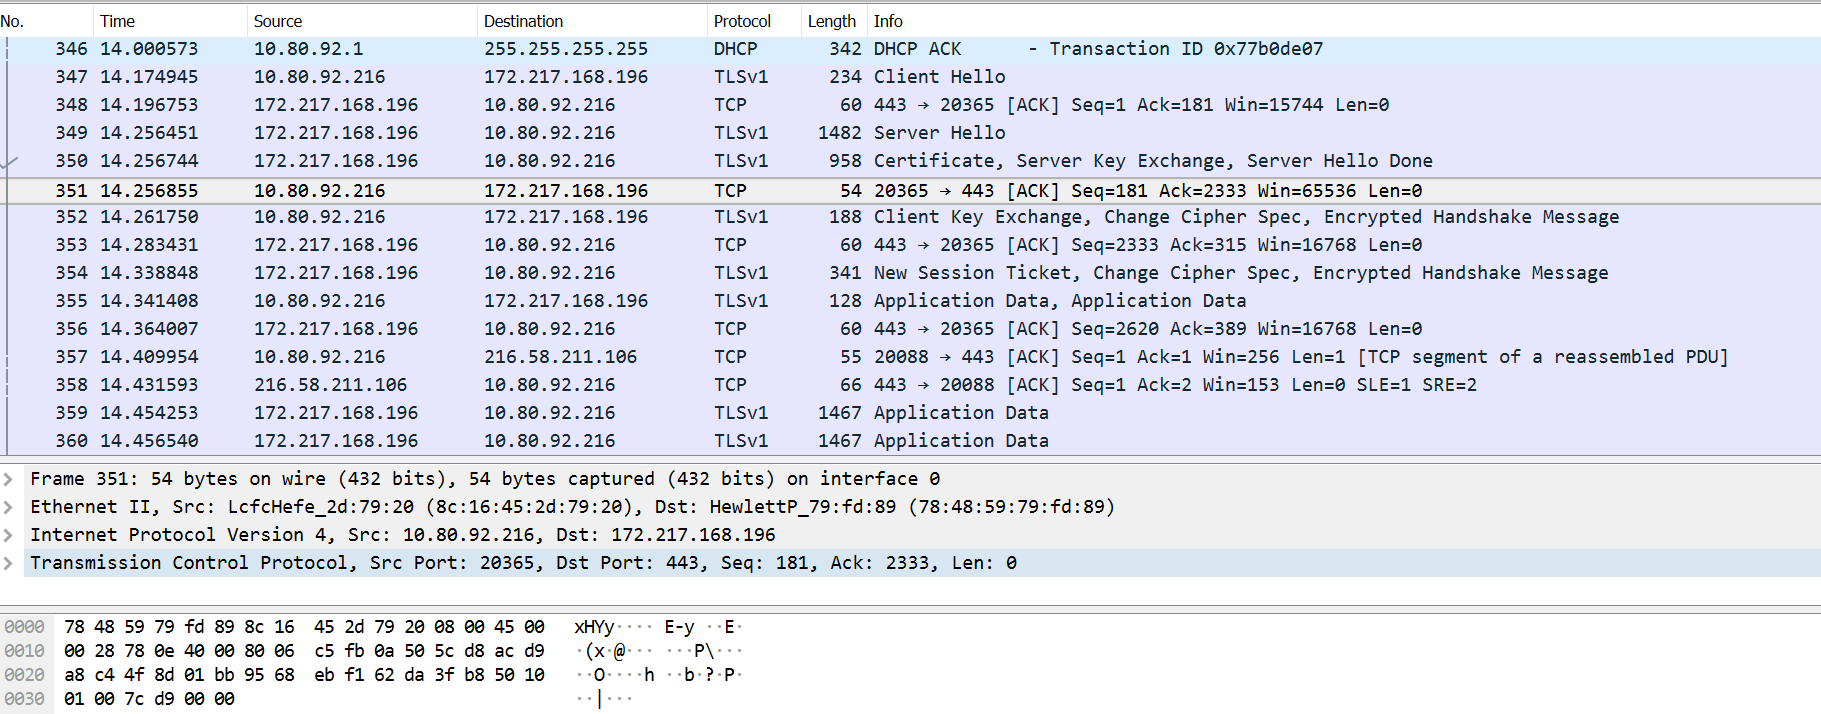 No. Time Source Destination Protocol Length Info
346 14.000573 10.80.92.1 255.255.255.255 DHCP 342 DHCP ACK - Transaction ID 0x77b0de07
347 14.174945 10.80.92.216 172.217.168.196 TLSv1 234 Client Hello
348 14.196753 172.217.168.196 10.80.92.216 TCP 60 443 → 20365 [ACK] Seq=1 Ack=181 Win=15744 Len=0
349 14.256451 172.217.168.196 10.80.92.216 TLSv1 1482 Server Hello
350 14.256744 172.217.168.196 10.80.92.216 TLSv1 958 Certificate, Server Key Exchange, Server Hello Done
351 14.256855 10.80.92.216 172.217.168.196 TCP 54 20365 → 443 [ACK] Seq=181 Ack=2333 Win=65536 Len=0
352 14.261750 10.80.92.216 172.217.168.196 TLSv1 188 Client Key Exchange, Change Cipher Spec, Encrypted Handshake Message
353 14.283431 172.217.168.196 10.80.92.216 TCP 60 443 → 20365 [ACK] Seq=2333 Ack=315 Win=16768 Len=0
354 14.338848 172.217.168.196 10.80.92.216 TLSv1 341 New Session Ticket, Change Cipher Spec, Encrypted Handshake Message
355 14.341408 10.80.92.216 172.217.168.196 TLSv1 128 Application Data, Application Data
356 14.364007 172.217.168.196 10.80.92.216 TCP 60 443 → 20365 [ACK] Seq=2620 Ack=389 Win=16768 Len=0
357 14.409954 10.80.92.216 216.58.211.106 TCP 55 20088 → 443 [ACK] Seq=1 Ack=1 Win=256 Len=1 [TCP segment of a reassembled PDU]
358 14.431593 216.58.211.106 10.80.92.216 TCP 66 443 → 20088 [ACK] Seq=1 Ack=2 Win=153 Len=0 SLE=1 SRE=2
359 14.454253 172.217.168.196 10.80.92.216 TLSv1 1467 Application Data
360 14.456540 172.217.168.196 10.80.92.216 TLSv1 1467 Application Data
Frame 351: 54 bytes on wire (432 bits), 54 bytes captured (432 bits) on interface 0
Ethernet II, Src: LcfcHefe_2d:79:20 (8c:16:45:2d:79:20), Dst: HewlettP_79:fd:89 (78:48:59:79:fd:89)
Internet Protocol Version 4, Src: 10.80.92.216, Dst: 172.217.168.196
Transmission Control Protocol, Src Port: 20365, Dst Port: 443, Seq: 181, Ack: 2333, Len: 0
0000 78 48 59 79 fd 89 8c 16 45 2d 79 20 08 00 45 00 xHYy···· E-y ··E·
0010 00 28 78 0e 40 00 80 06 c5 fb 0a 50 5c d8 ac d9 ·(x·@··· ···P\···
0020 a8 c4 4f 8d 01 bb 95 68 eb f1 62 da 3f b8 50 10 ··O····h ··b·?·P·
0030 01 00 7c d9 00 00 ··|···